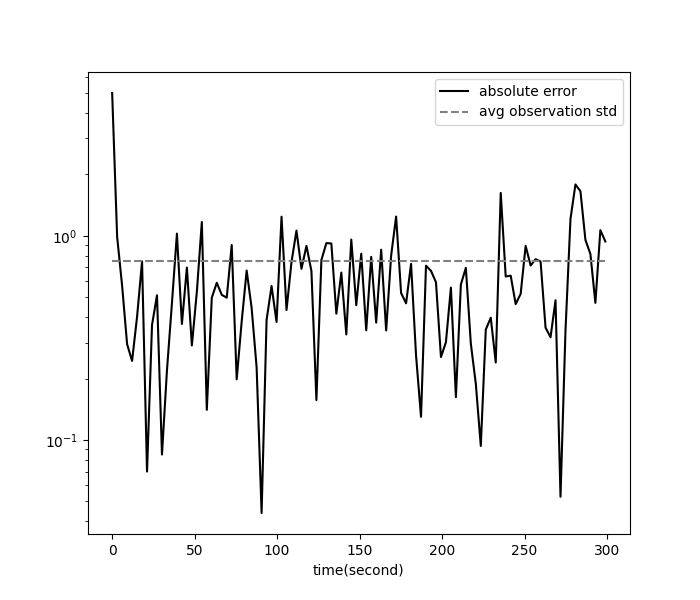 absolute error
avg observation std
10⁰
10⁻¹
0 50 100 150 200 250 300
time(second)